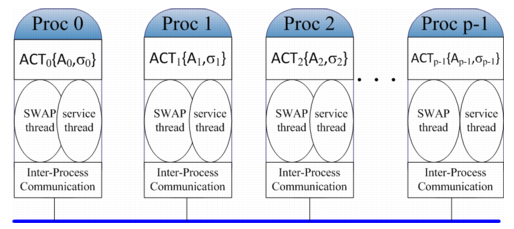 Proc 0
ACT₀{A₀,σ₀}
SWAP thread
service thread
Inter-Process
Communication
Proc 1
ACT₁{A₁,σ₁}
SWAP thread
service thread
Inter-Process
Communication
Proc 2
ACT₂{A₂,σ₂}
SWAP thread
service thread
Inter-Process
Communication
. . .
Proc p-1
ACTₚ₋₁{Aₚ₋₁,σₚ₋₁}
SWAP thread
service thread
Inter-Process
Communication